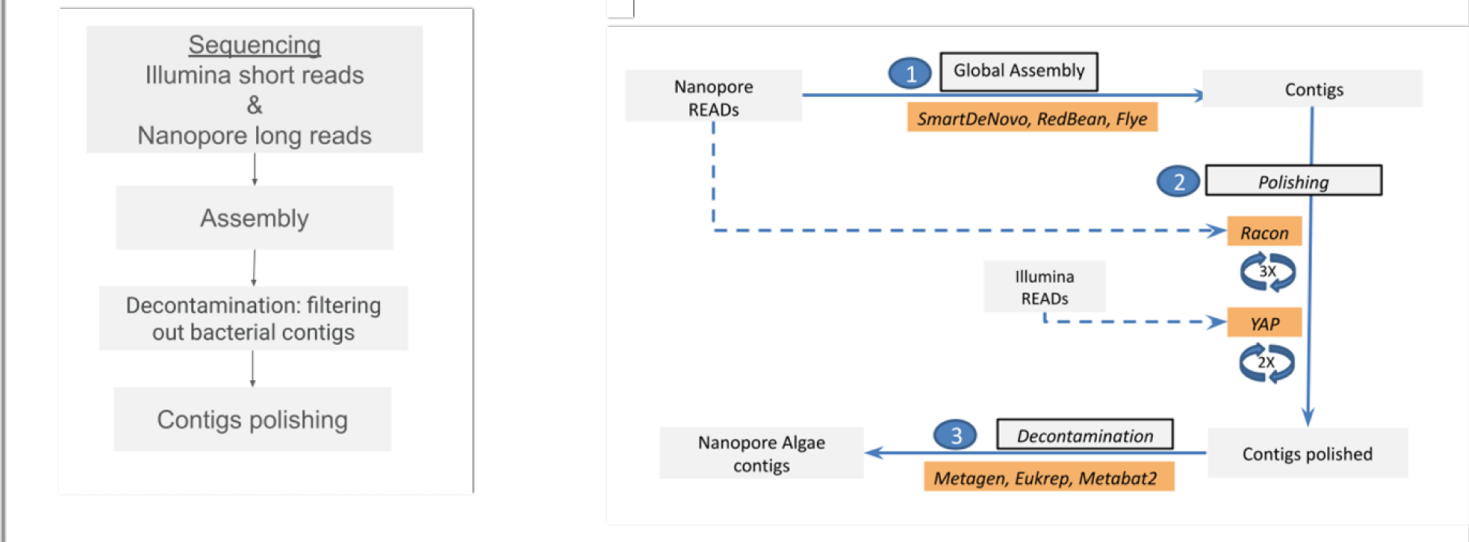 Sequencing
Illumina short reads
&
Nanopore long reads
Assembly
Decontamination: filtering
out bacterial contigs
Contigs polishing
Nanopore
READs
1
Global Assembly
SmartDeNovo, RedBean, Flye
Contigs
2
Polishing
Racon
3X
Illumina
READs
YAP
2X
Contigs polished
3
Decontamination
Metagen, Eukrep, Metabat2
Nanopore Algae
contigs